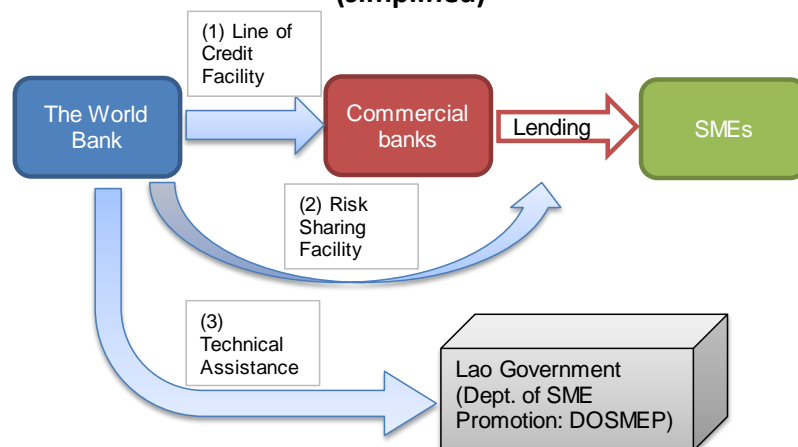 (simplified)
(1) Line of
Credit
Facility
The World
Bank
Commercial
banks
Lending
SMEs
(2) Risk
Sharing
Facility
(3)
Technical
Assistance
Lao Government
(Dept. of SME
Promotion: DOSMEP)